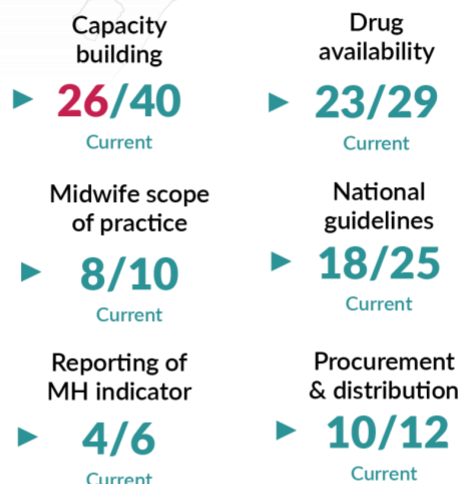 Capacity
building
26/40
Current
Drug
availability
23/29
Current
Midwife scope
of practice
8/10
Current
National
guidelines
18/25
Current
Reporting of
MH indicator
4/6
Current
Procurement
& distribution
10/12
Current